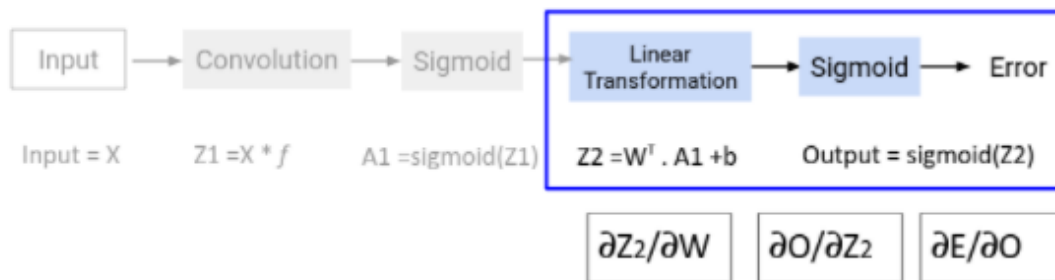 Input
Convolution
Sigmoid
Linear
Transformation
Sigmoid
Error
Input = X
Z1 =X * f
A1 =sigmoid(Z1)
Z2 =Wᵀ . A1 +b
Output = sigmoid(Z2)
∂Z₂/∂W
∂O/∂Z₂
∂E/∂O